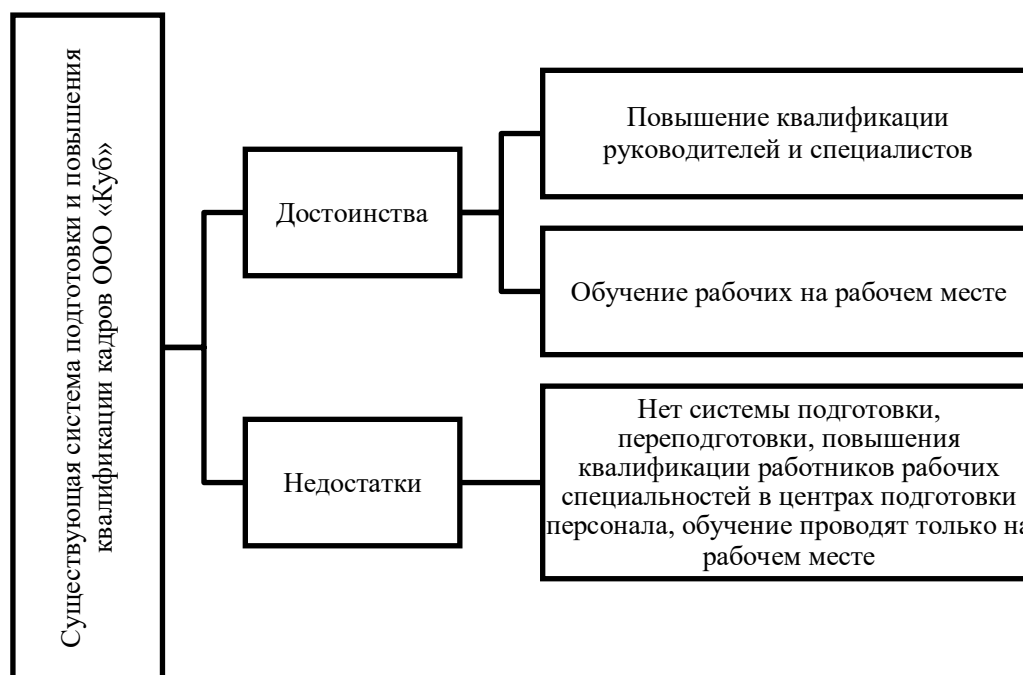 Существующая система подготовки и повышения
квалификации кадров ООО «Куб»
Достоинства
Повышение квалификации
руководителей и специалистов
Обучение рабочих на рабочем месте
Недостатки
Нет системы подготовки,
переподготовки, повышения
квалификации работников рабочих
специальностей в центрах подготовки
персонала, обучение проводят только на
рабочем месте